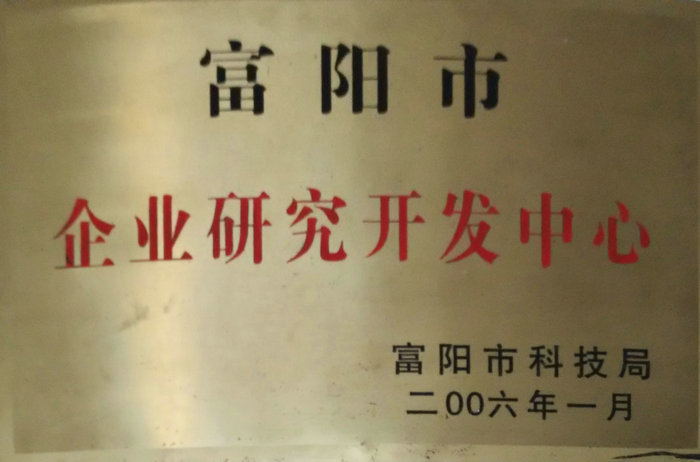 富阳市
企业研究开发中心
富阳市科技局
二00六年一月